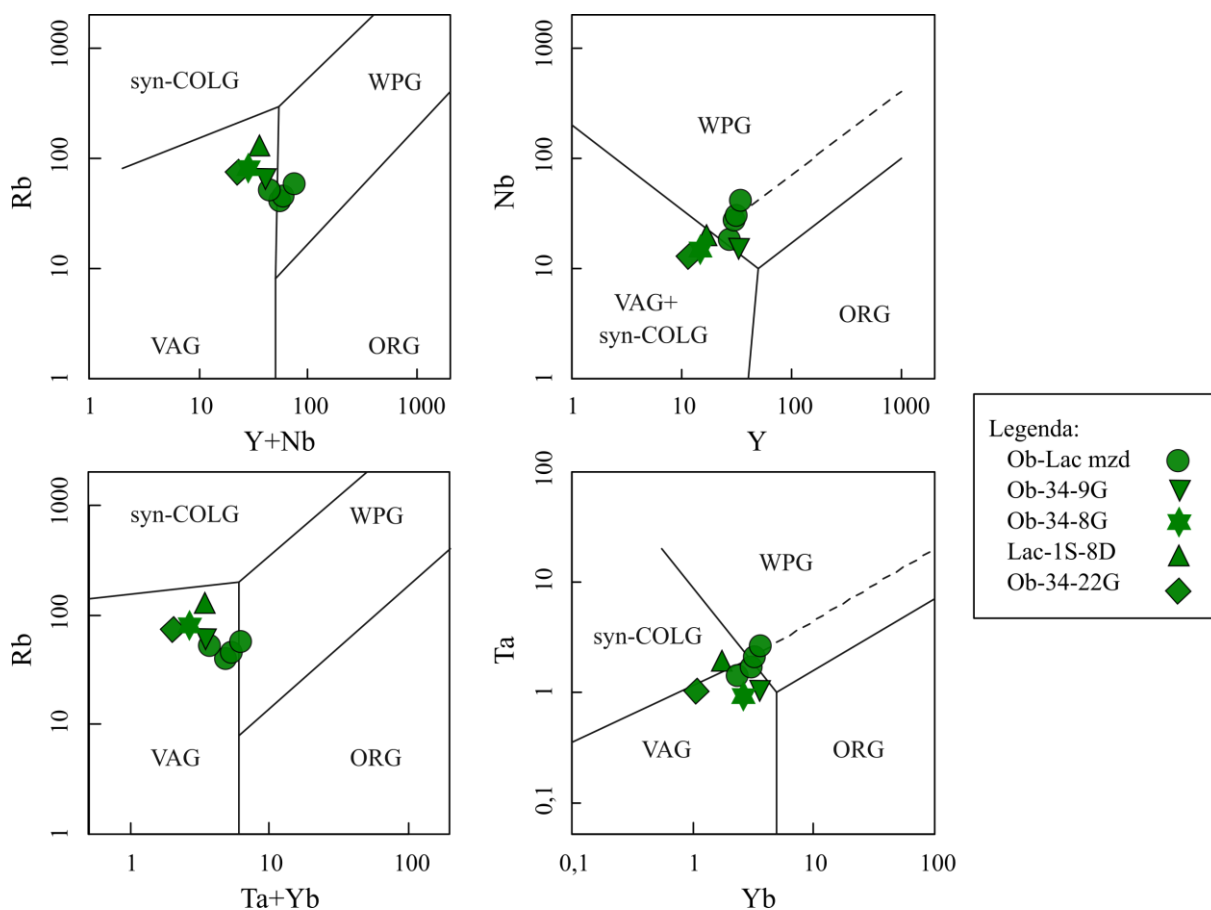 1000
100
10
1
Rb
syn-COLG
WPG
VAG
ORG
1
10
100
1000
Y+Nb
1000
100
10
1
Nb
WPG
VAG+
syn-COLG
ORG
1
10
100
1000
Y
1000
100
10
1
Rb
syn-COLG
WPG
VAG
ORG
1
10
100
Ta+Yb
100
10
1
0,1
Ta
WPG
syn-COLG
VAG
ORG
0,1
1
10
100
Yb
Legenda:
Ob-Lac mzd
Ob-34-9G
Ob-34-8G
Lac-1S-8D
Ob-34-22G